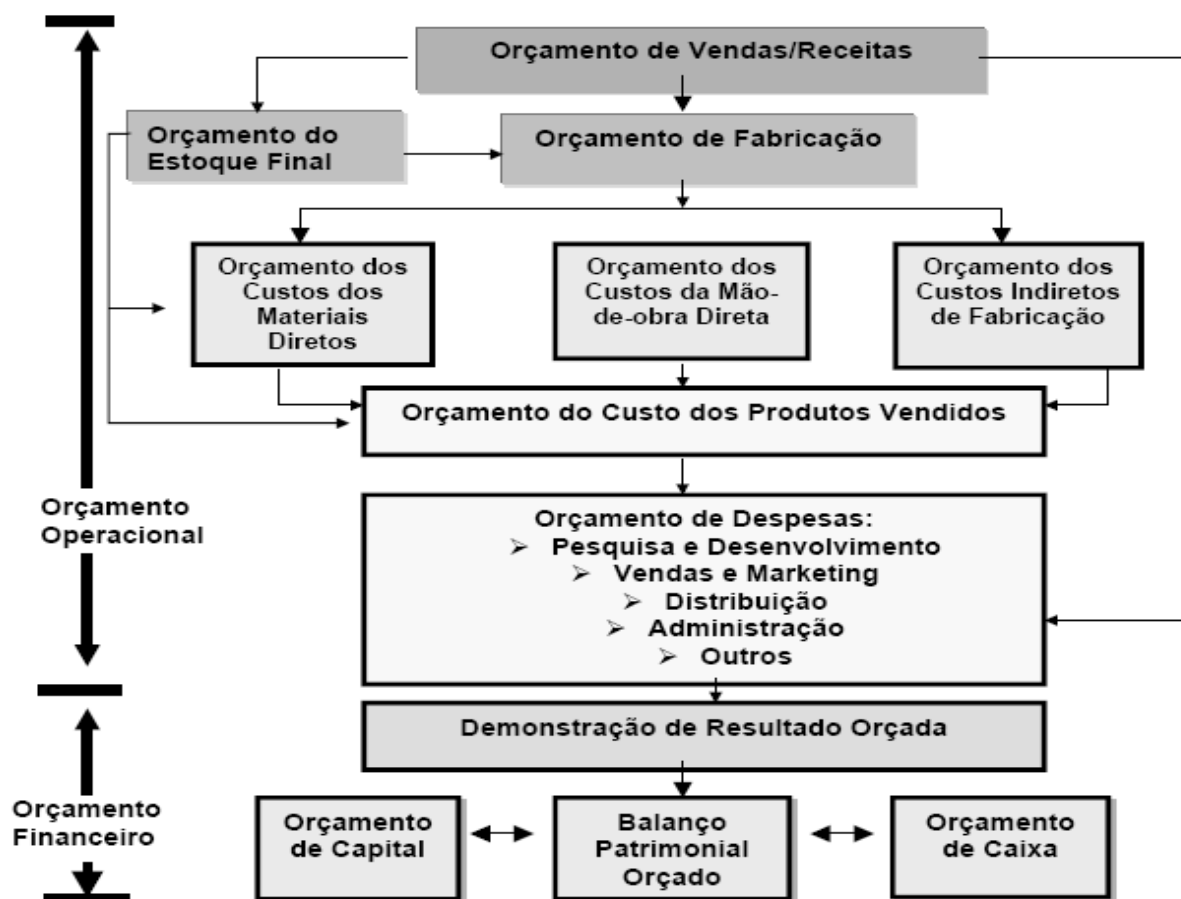 Orçamento de Vendas/Receitas
Orçamento do
Estoque Final
Orçamento de Fabricação
Orçamento dos
Custos dos
Materiais
Diretos
Orçamento dos
Custos da Mão-
de-obra Direta
Orçamento dos
Custos Indiretos
de Fabricação
Orçamento do Custo dos Produtos Vendidos
Orçamento
Operacional
Orçamento de Despesas:
➢ Pesquisa e Desenvolvimento
➢ Vendas e Marketing
➢ Distribuição
➢ Administração
➢ Outros
Demonstração de Resultado Orçada
Orçamento
Financeiro
Orçamento
de Capital
Balanço
Patrimonial
Orçado
Orçamento
de Caixa